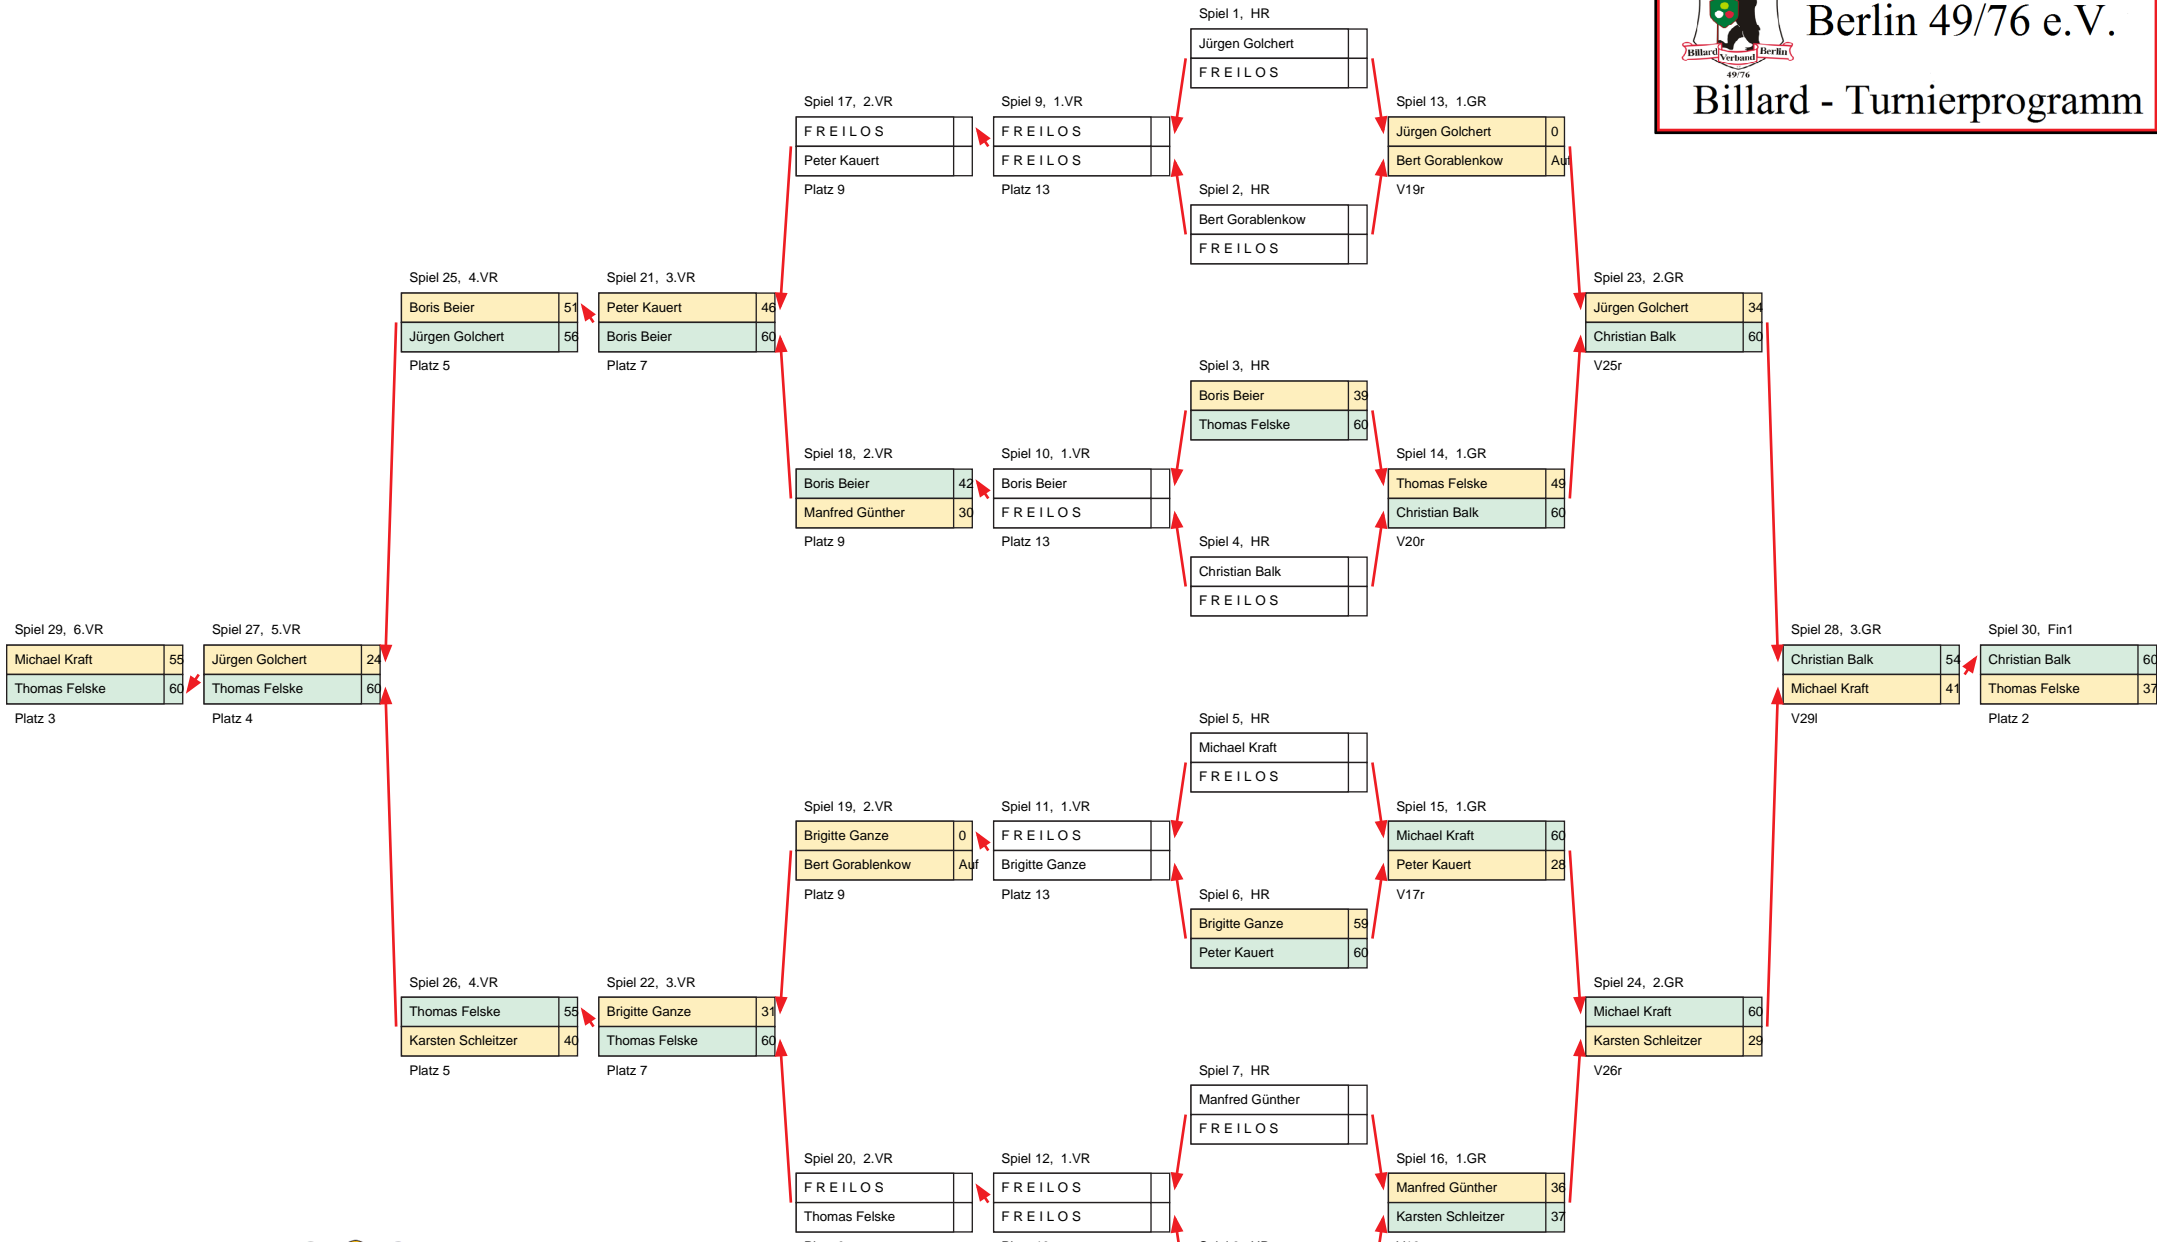 Berlin 49/76 e.V.
Billard
Verband
Berlin
49/76
Billard - Turnierprogramm
Spiel 1, HR
Jürgen Golchert
F R E I L O S
Spiel 17, 2.VR
F R E I L O S
Peter Kauert
Platz 9
Spiel 9, 1.VR
F R E I L O S
F R E I L O S
Platz 13
Spiel 13, 1.GR
Jürgen Golchert 0
Bert Gorablenkow Auf
V19r
Spiel 2, HR
Bert Gorablenkow
F R E I L O S
Spiel 25, 4.VR
Boris Beier 51
Jürgen Golchert 56
Platz 5
Spiel 21, 3.VR
Peter Kauert 46
Boris Beier 60
Platz 7
Spiel 23, 2.GR
Jürgen Golchert 34
Christian Balk 60
V25r
Spiel 3, HR
Boris Beier 39
Thomas Felske 60
Spiel 18, 2.VR
Boris Beier 42
Manfred Günther 30
Platz 9
Spiel 10, 1.VR
Boris Beier
F R E I L O S
Platz 13
Spiel 14, 1.GR
Thomas Felske 49
Christian Balk 60
V20r
Spiel 4, HR
Christian Balk
F R E I L O S
Spiel 29, 6.VR
Michael Kraft 55
Thomas Felske 60
Platz 3
Spiel 27, 5.VR
Jürgen Golchert 24
Thomas Felske 60
Platz 4
Spiel 28, 3.GR
Christian Balk 54
Michael Kraft 41
V29l
Spiel 30, Fin1
Christian Balk 60
Thomas Felske 37
Platz 2
Spiel 5, HR
Michael Kraft
F R E I L O S
Spiel 19, 2.VR
Brigitte Ganze 0
Bert Gorablenkow Auf
Platz 9
Spiel 11, 1.VR
F R E I L O S
Brigitte Ganze
Platz 13
Spiel 15, 1.GR
Michael Kraft 60
Peter Kauert 28
V17r
Spiel 6, HR
Brigitte Ganze 59
Peter Kauert 60
Spiel 26, 4.VR
Thomas Felske 55
Karsten Schleitzer 40
Platz 5
Spiel 22, 3.VR
Brigitte Ganze 31
Thomas Felske 60
Platz 7
Spiel 24, 2.GR
Michael Kraft 60
Karsten Schleitzer 29
V26r
Spiel 7, HR
Manfred Günther
F R E I L O S
Spiel 20, 2.VR
F R E I L O S
Thomas Felske
Spiel 12, 1.VR
F R E I L O S
F R E I L O S
Spiel 16, 1.GR
Manfred Günther 36
Karsten Schleitzer 37